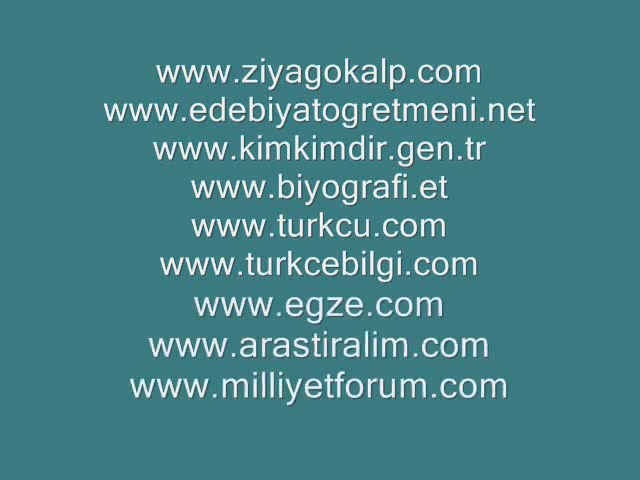 www.ziyagokalp.com
www.edebiyatogretmeni.net
www.kimkimdir.gen.tr
www.biyografi.et
www.turkcu.com
www.turkcebilgi.com
www.egze.com
www.arastiralim.com
www.milliyetforum.com